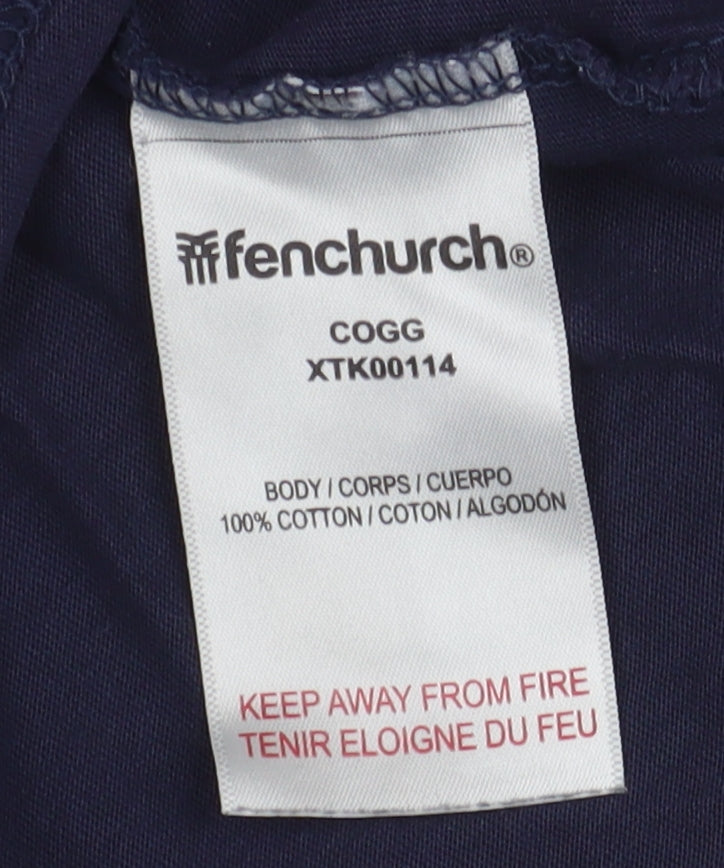 fenchurch®
COGG
XTK00114
BODY / CORPS / CUERPO
100% COTTON / COTON / ALGODÓN
KEEP AWAY FROM FIRE
TENIR ELOIGNE DU FEU